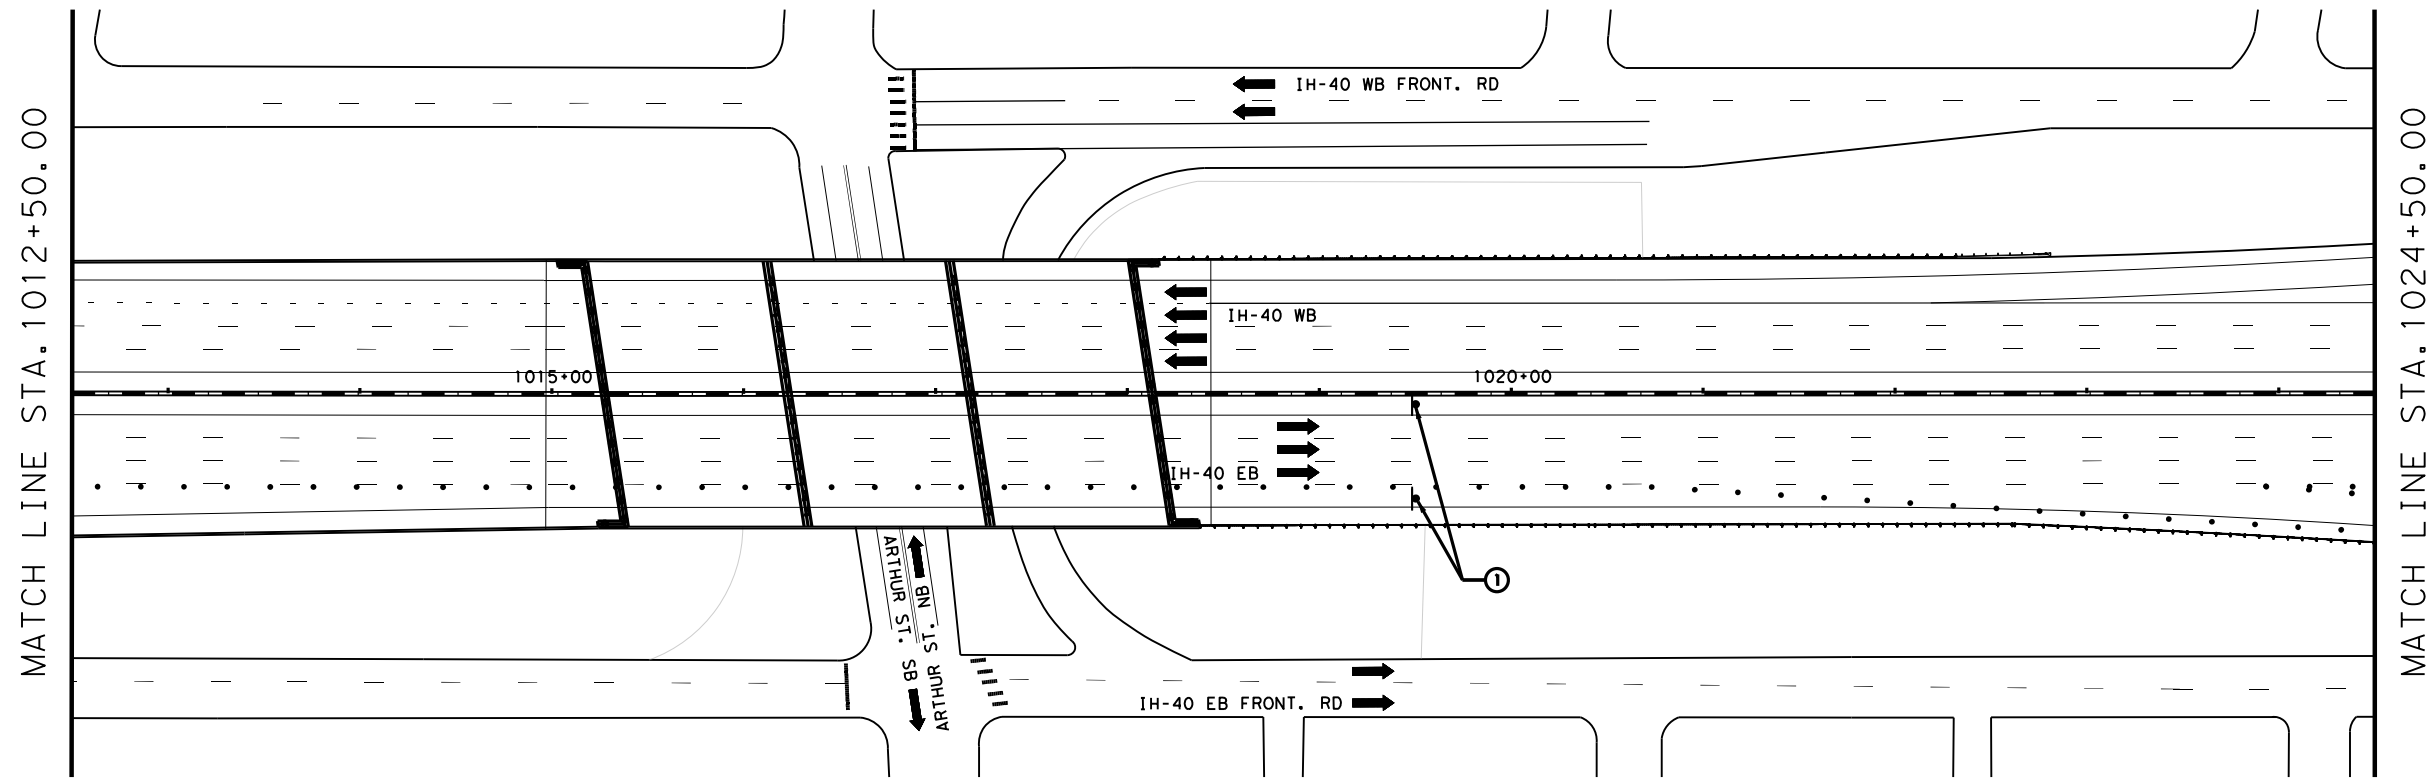 MATCH LINE STA. 1012+50.00
IH-40 WB FRONT. RD
IH-40 WB
1015+00
1020+00
IH-40 EB
1
ARTHUR ST. SB
ARTHUR ST. NB
IH-40 EB FRONT. RD
MATCH LINE STA. 1024+50.00